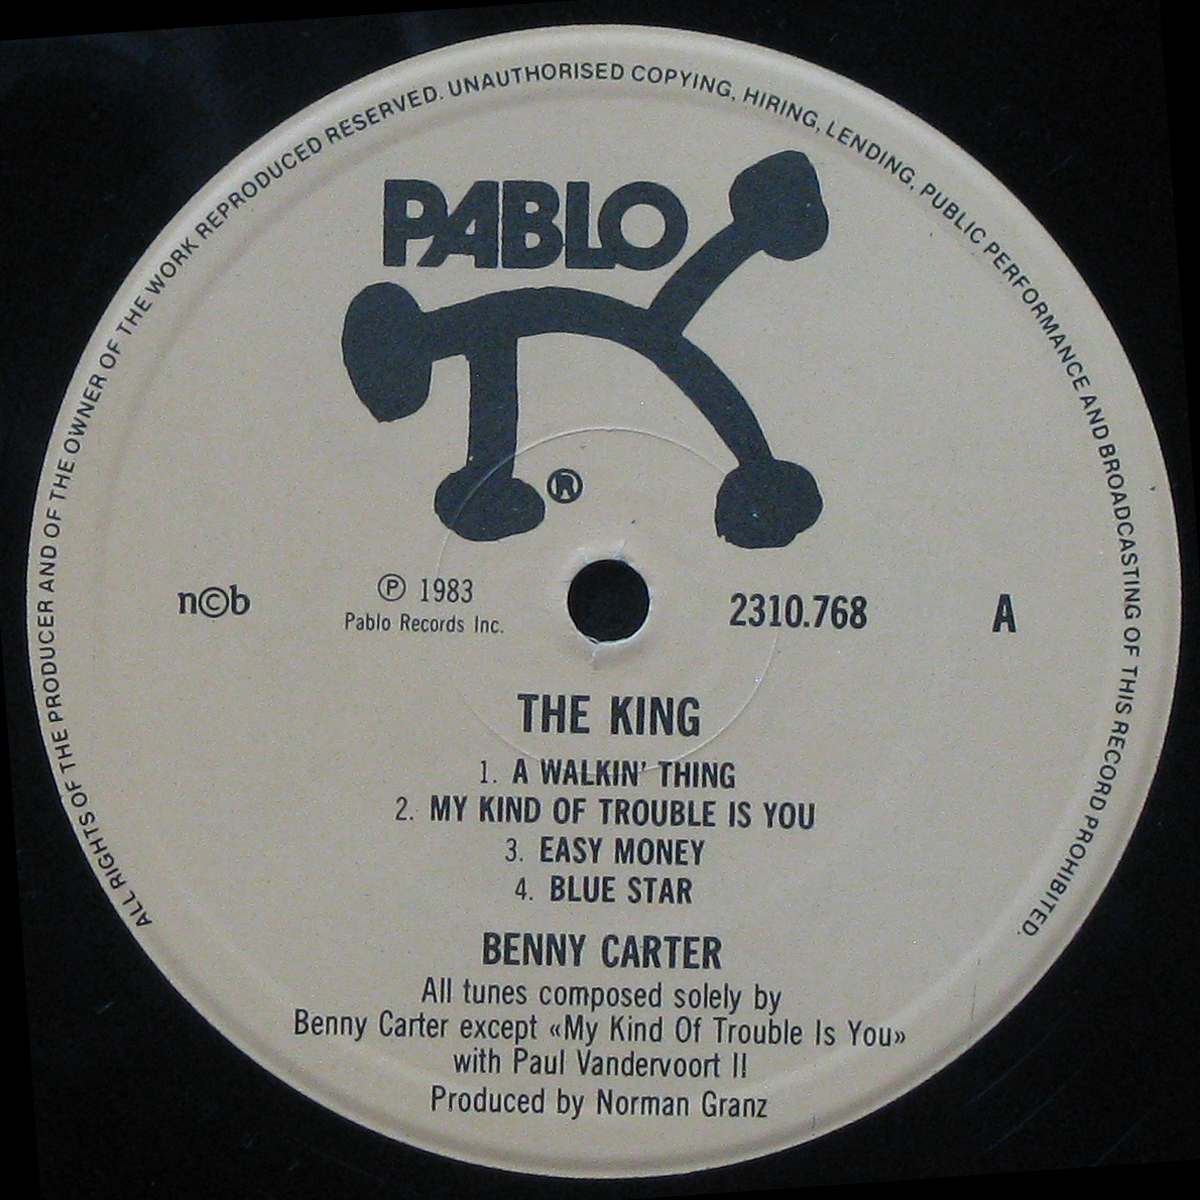 ALL RIGHTS OF THE PRODUCER AND OF THE OWNER OF THE WORK REPRODUCED RESERVED. UNAUTHORISED COPYING, HIRING, LENDING, PUBLIC PERFORMANCE AND BROADCASTING OF THIS RECORD PROHIBITED.
PABLO
®
n©b
℗ 1983
Pablo Records Inc.
2310.768
A
THE KING
1. A WALKIN' THING
2. MY KIND OF TROUBLE IS YOU
3. EASY MONEY
4. BLUE STAR
BENNY CARTER
All tunes composed solely by
Benny Carter except «My Kind Of Trouble Is You»
with Paul Vandervoort II
Produced by Norman Granz